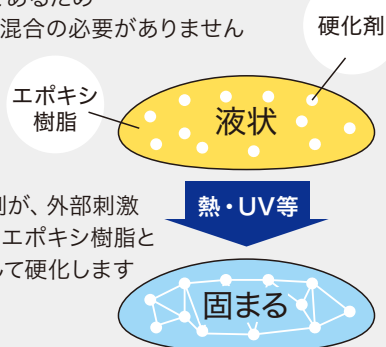 であるため
混合の必要がありません
硬化剤
エポキシ
樹脂
液状
剤が、外部刺激
熱・UV等
エポキシ樹脂と
して硬化します
固まる